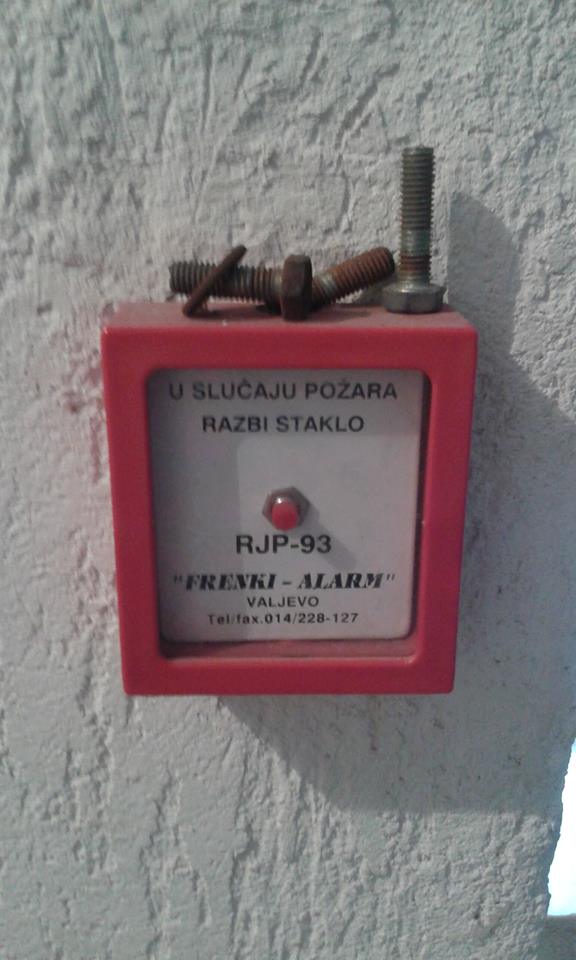 U SLUČAJU POŽARA
RAZBI STAKLO
RJP-93
"FRENKI - ALARM"
VALJEVO
Tel/fax.014/228-127